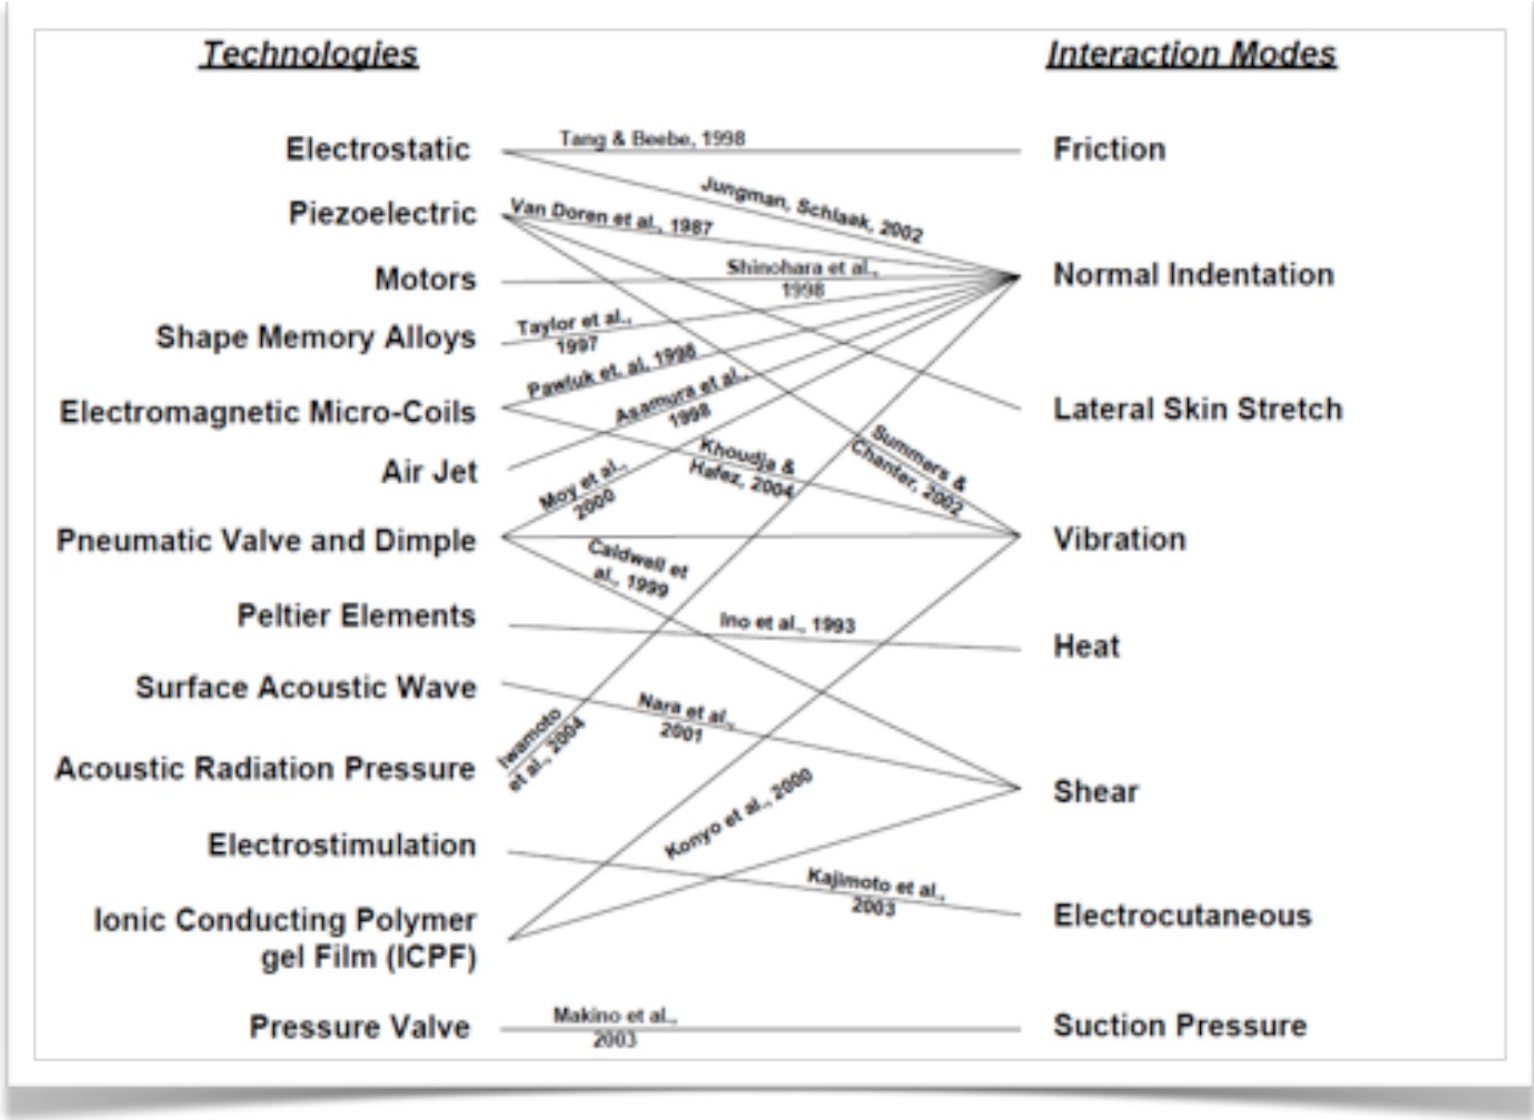 Technologies
Interaction Modes
Electrostatic
Piezoelectric
Motors
Shape Memory Alloys
Electromagnetic Micro-Coils
Air Jet
Pneumatic Valve and Dimple
Peltier Elements
Surface Acoustic Wave
Acoustic Radiation Pressure
Electrostimulation
Ionic Conducting Polymer
gel Film (ICPF)
Pressure Valve
Tang & Beebe, 1998
Jungman, Schlaak, 2002
Van Doren et al., 1987
Shinohara et al.,
1998
Taylor et al.,
1997
Pawluk et. al, 1998
Asamura et al.,
1998
Khoudja &
Hafez, 2004
Summers &
Chanter, 2002
Moy et al.,
2000
Caldwell et
al., 1999
Ino et al., 1993
Nara et al.,
2001
Iwamoto
et al., 2004
Konyo et al., 2000
Kajimoto et al.,
2003
Makino et al.,
2003
Friction
Normal Indentation
Lateral Skin Stretch
Vibration
Heat
Shear
Electrocutaneous
Suction Pressure